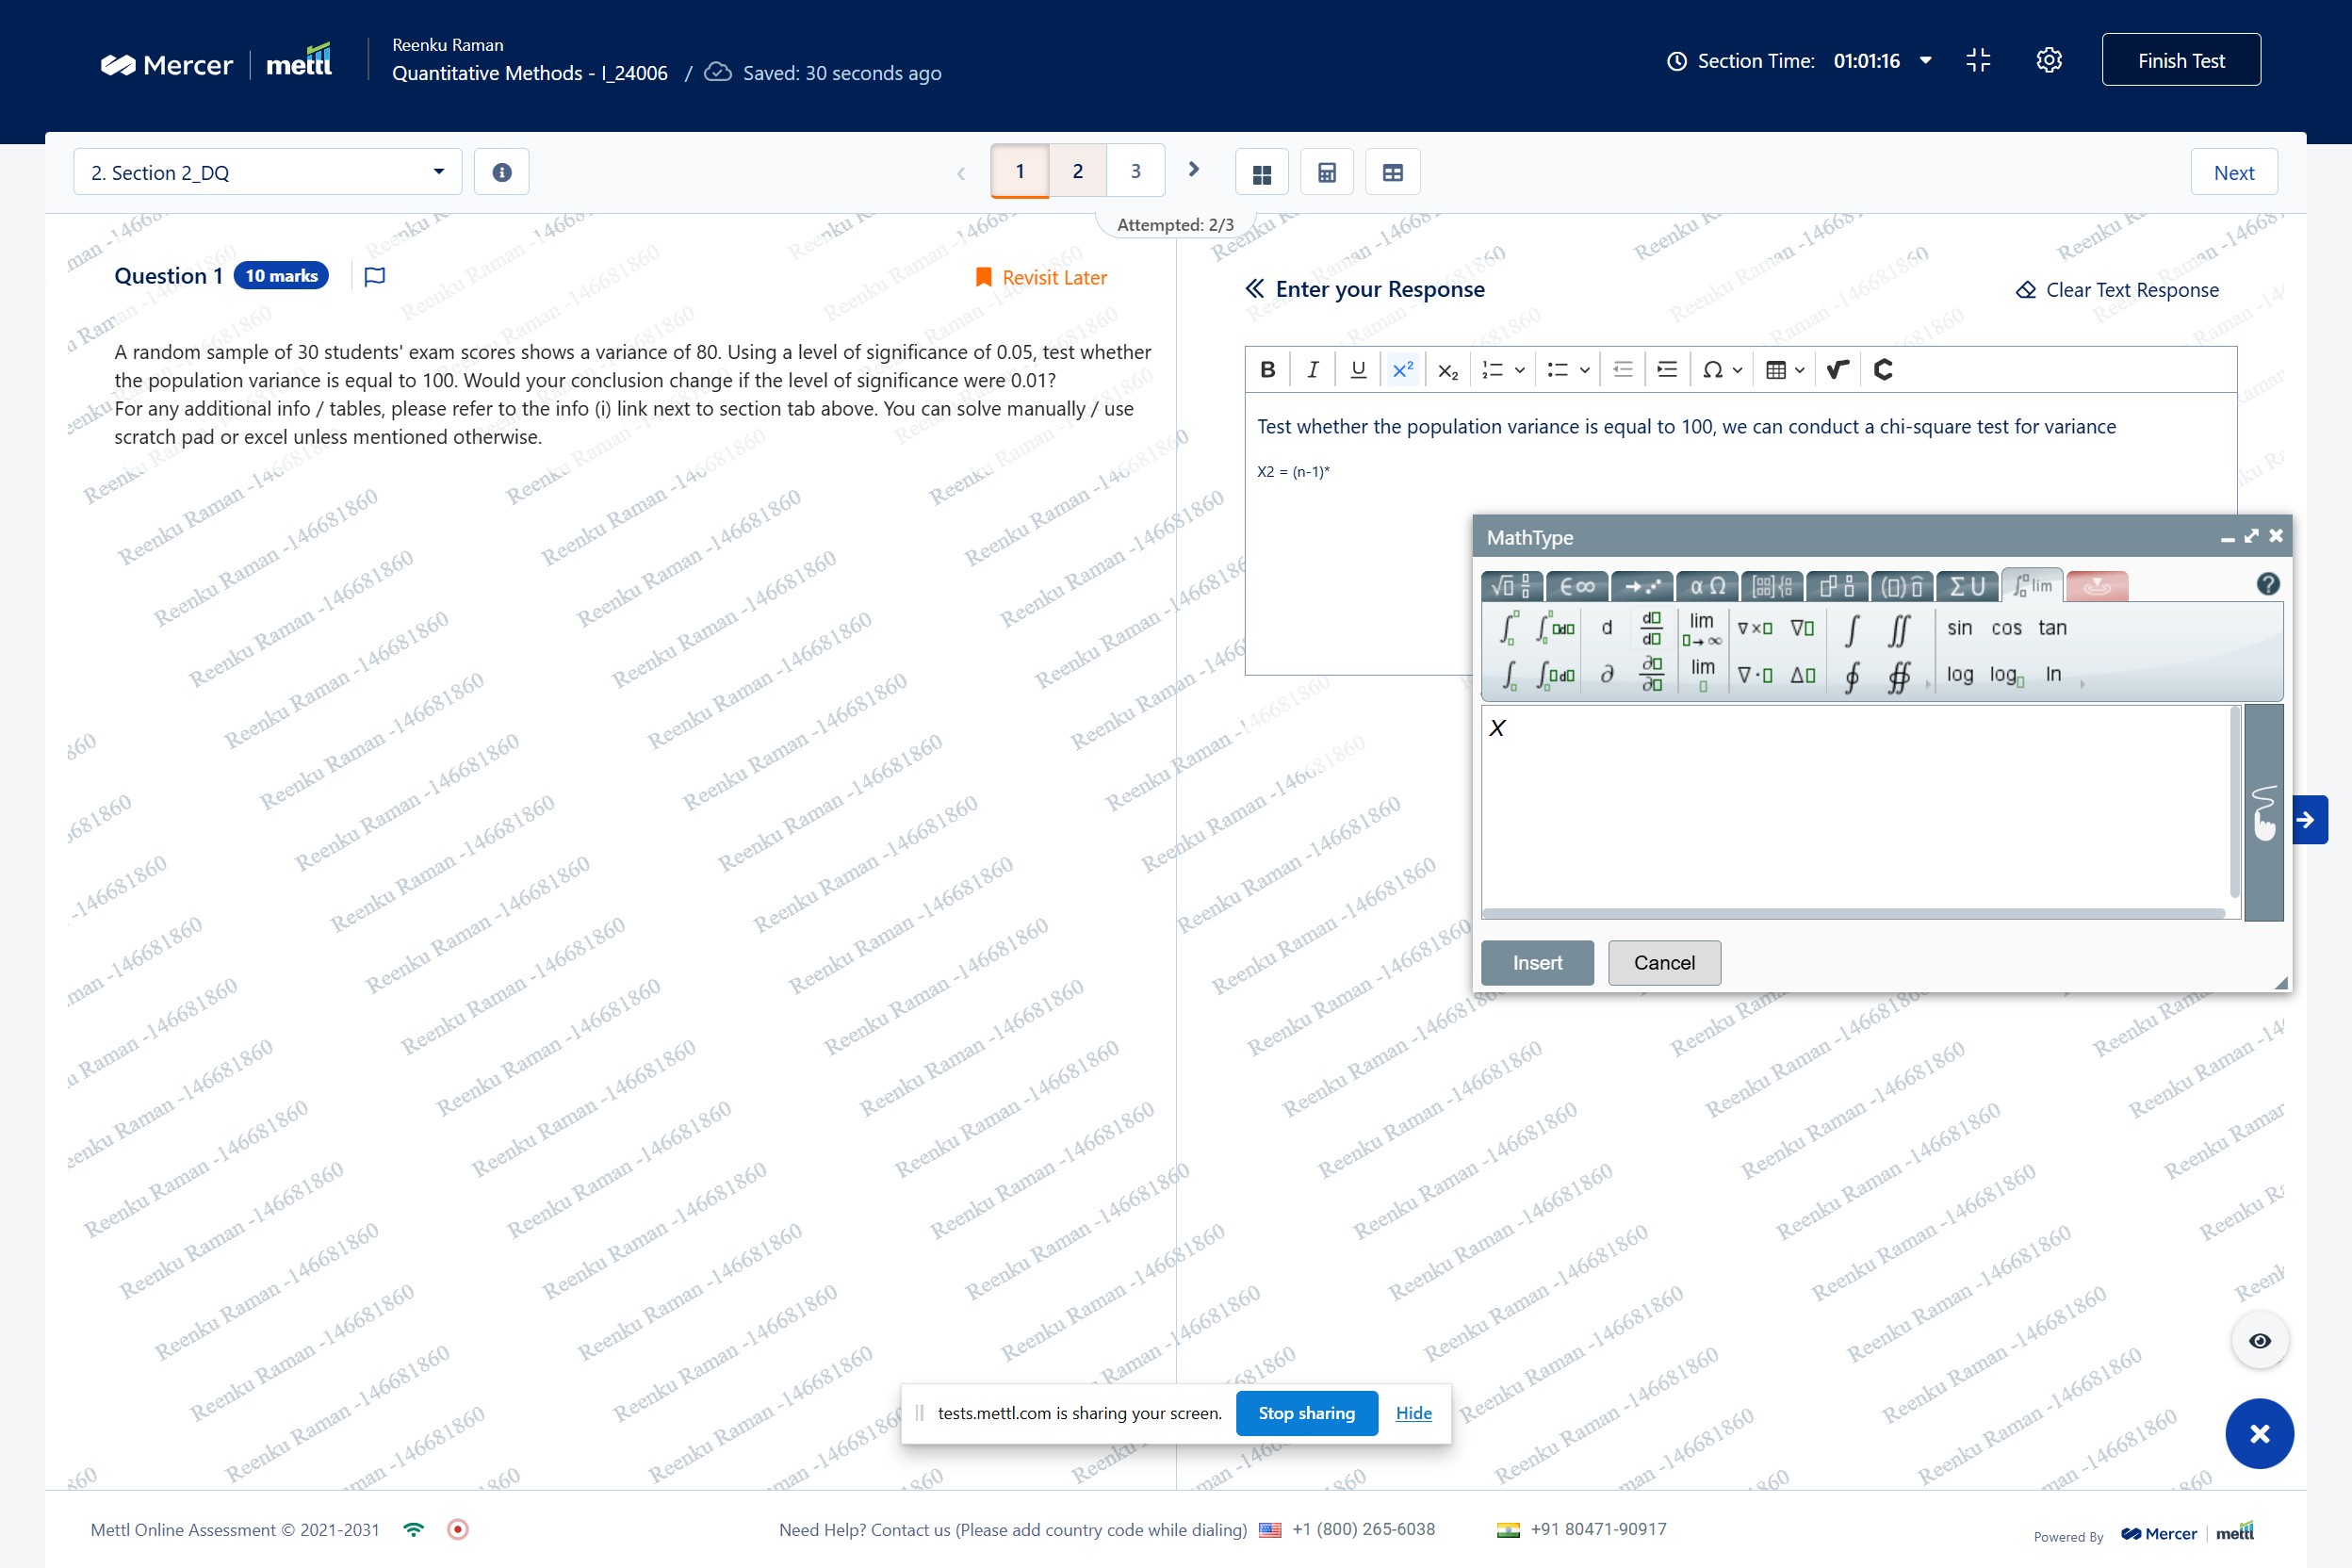 Mercer | mettl
Reenku Raman
Quantitative Methods - I_24006 / Saved: 30 seconds ago
Section Time: 01:01:16
Finish Test
2. Section 2_DQ
1 2 3
Next
Attempted: 2/3
Question 1 10 marks
Revisit Later
A random sample of 30 students' exam scores shows a variance of 80. Using a level of significance of 0.05, test whether
the population variance is equal to 100. Would your conclusion change if the level of significance were 0.01?
For any additional info / tables, please refer to the info (i) link next to section tab above. You can solve manually / use
scratch pad or excel unless mentioned otherwise.
Enter your Response
Clear Text Response
B I U x² x₂ Ω
Test whether the population variance is equal to 100, we can conduct a chi-square test for variance
X2 = (n-1)*
MathType
sin cos tan
log log ln
X
Insert Cancel
Reenku Raman -146681860
tests.mettl.com is sharing your screen. Stop sharing Hide
Mettl Online Assessment © 2021-2031
Need Help? Contact us (Please add country code while dialing) +1 (800) 265-6038 +91 80471-90917
Powered By Mercer | mettl